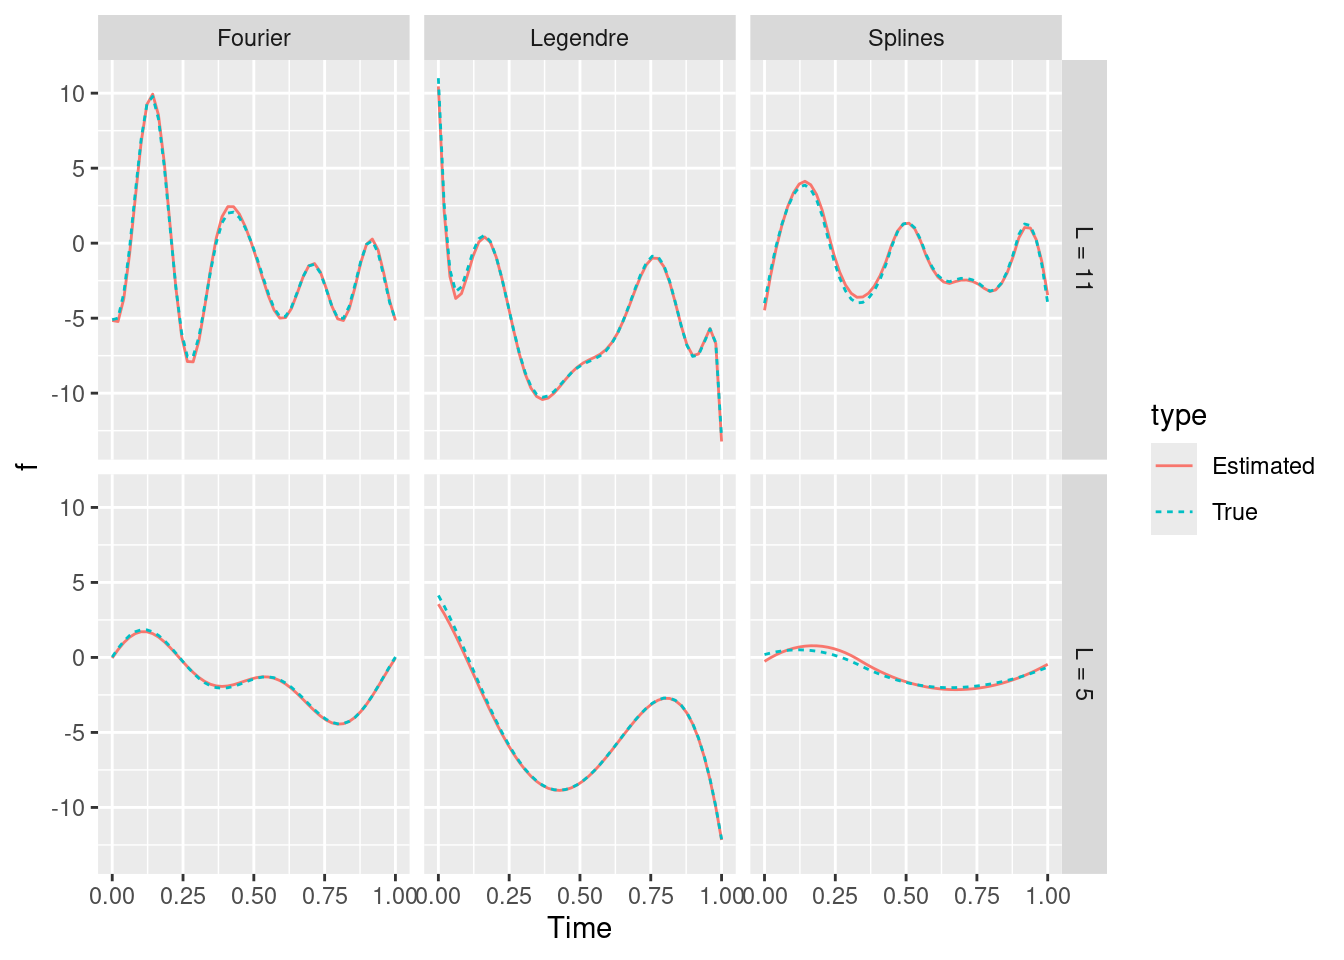 Fourier Legendre Splines
10
5
0
-5
-10
L = 11
f
10
5
0
-5
-10
L = 5
0.00 0.25 0.50 0.75 1.00 0.00 0.25 0.50 0.75 1.00 0.00 0.25 0.50 0.75 1.00
Time
type
Estimated
True